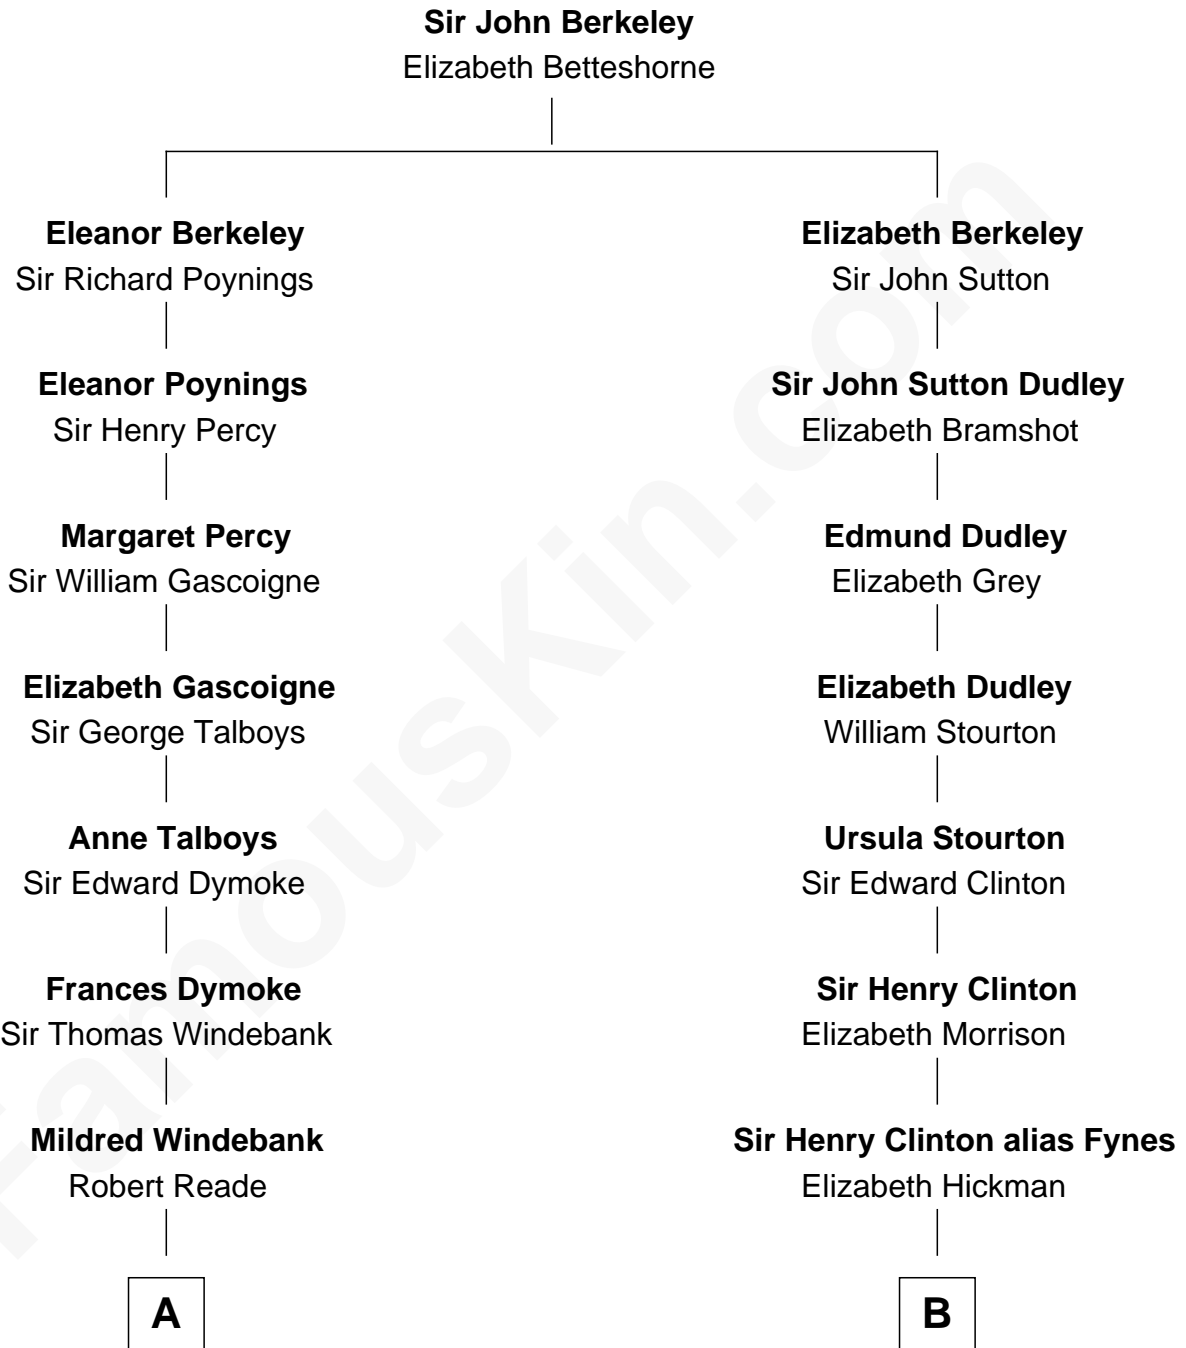 Sir John Berkeley
Elizabeth Betteshorne
Eleanor Berkeley
Sir Richard Poynings
Elizabeth Berkeley
Sir John Sutton
Eleanor Poynings
Sir Henry Percy
Sir John Sutton Dudley
Elizabeth Bramshot
Margaret Percy
Sir William Gascoigne
Edmund Dudley
Elizabeth Grey
Elizabeth Gascoigne
Sir George Talboys
Elizabeth Dudley
William Stourton
Anne Talboys
Sir Edward Dymoke
Ursula Stourton
Sir Edward Clinton
Frances Dymoke
Sir Thomas Windebank
Sir Henry Clinton
Elizabeth Morrison
Mildred Windebank
Robert Reade
Sir Henry Clinton alias Fynes
Elizabeth Hickman
A
B
FamousKin.com